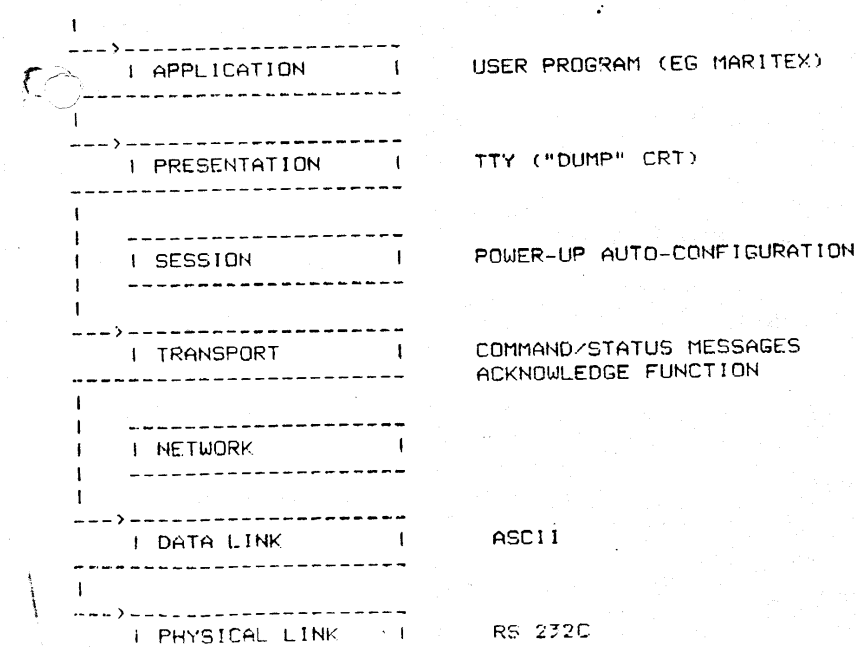 APPLICATION USER PROGRAM (EG MARITEX)
PRESENTATION TTY ("DUMP" CRT)
SESSION POWER-UP AUTO-CONFIGURATION
TRANSPORT COMMAND/STATUS MESSAGES
ACKNOWLEDGE FUNCTION
NETWORK
DATA LINK ASCII
PHYSICAL LINK RS 232C